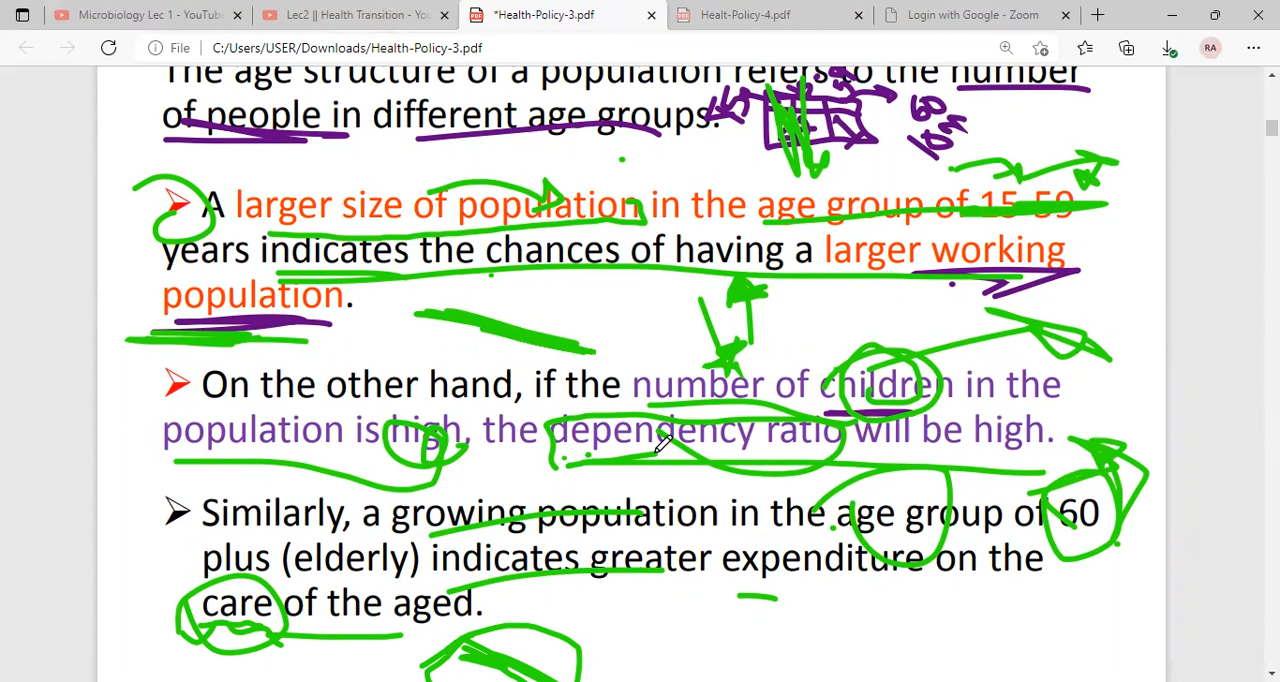 Microbiology Lec 1 - YouTub
Lec2 || Health Transition - You
*Health-Policy-3.pdf
Healt-Policy-4.pdf
Login with Google - Zoom
File
C:/Users/USER/Downloads/Health-Policy-3.pdf
RA
The age structure of a population refers to the number
of people in different age groups.
60
➤ A larger size of population in the age group of 15-59
years indicates the chances of having a larger working
population.
➤ On the other hand, if the number of children in the
population is high, the dependency ratio will be high.
➤ Similarly, a growing population in the age group of 60
plus (elderly) indicates greater expenditure on the
care of the aged.